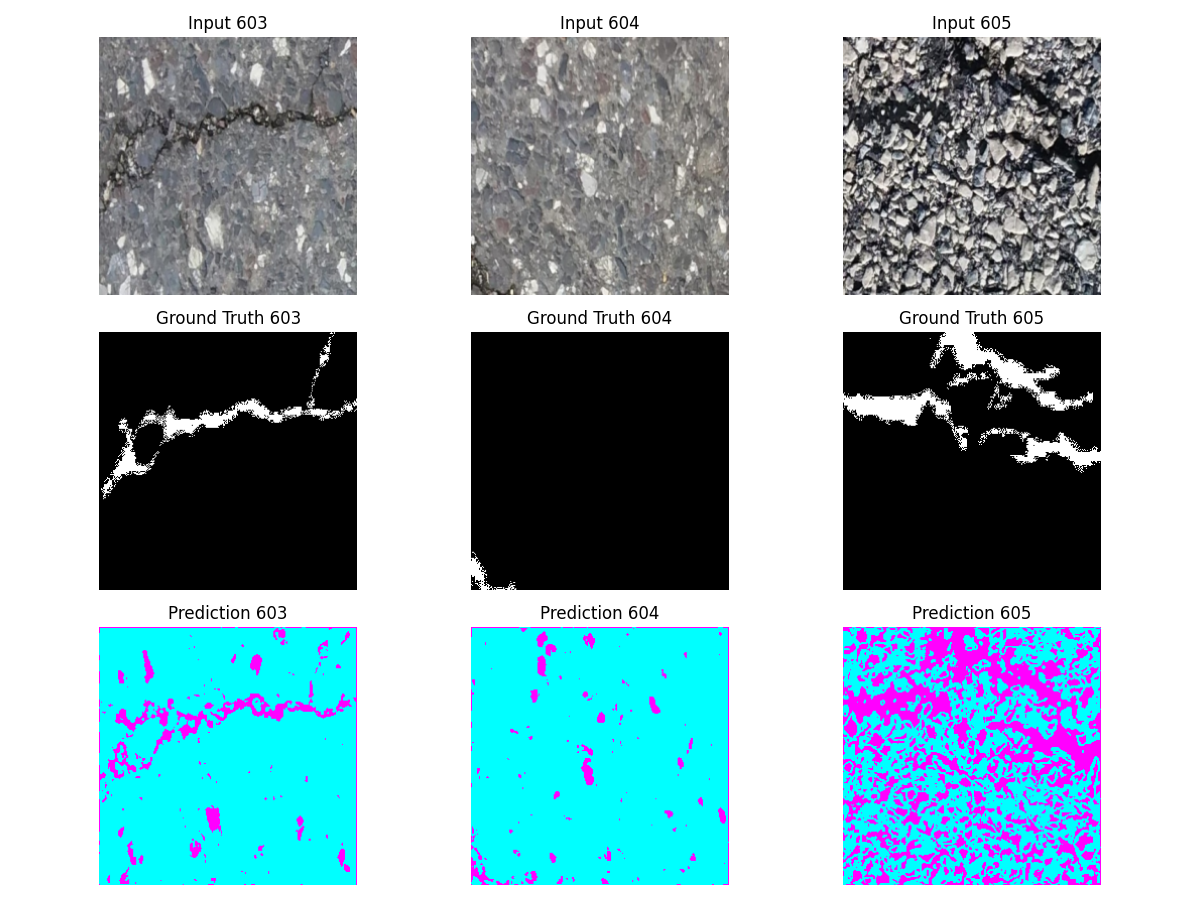 Input 603
Input 604
Input 605
Ground Truth 603
Ground Truth 604
Ground Truth 605
Prediction 603
Prediction 604
Prediction 605